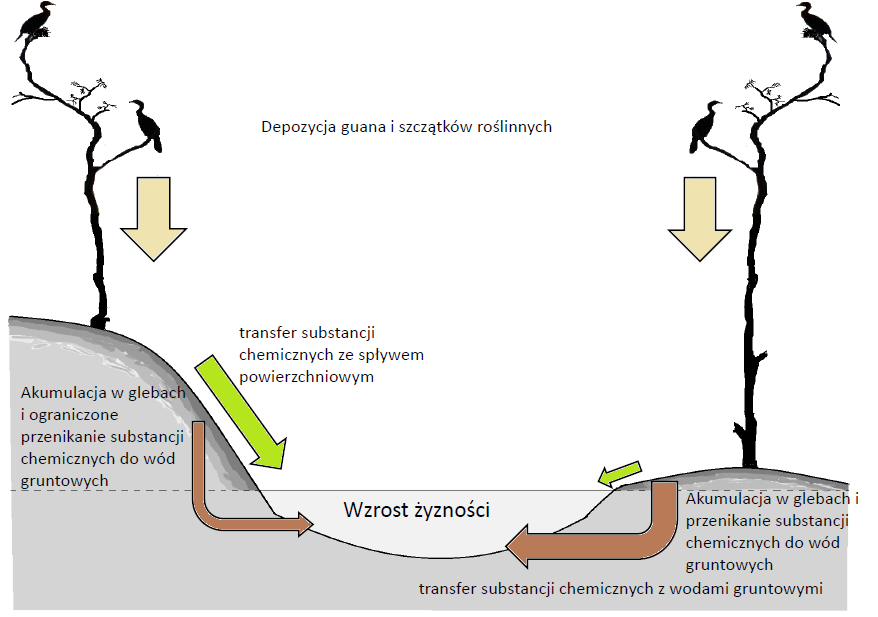 Depozycja guana i szczątków roślinnych
transfer substancji
chemicznych ze spływem
powierzchniowym
Akumulacja w glebach
i ograniczone
przenikanie substancji
chemicznych do wód
gruntowych
Wzrost żyzności
Akumulacja w glebach i
przenikanie substancji
chemicznych do wód
gruntowych
transfer substancji chemicznych z wodami gruntowymi